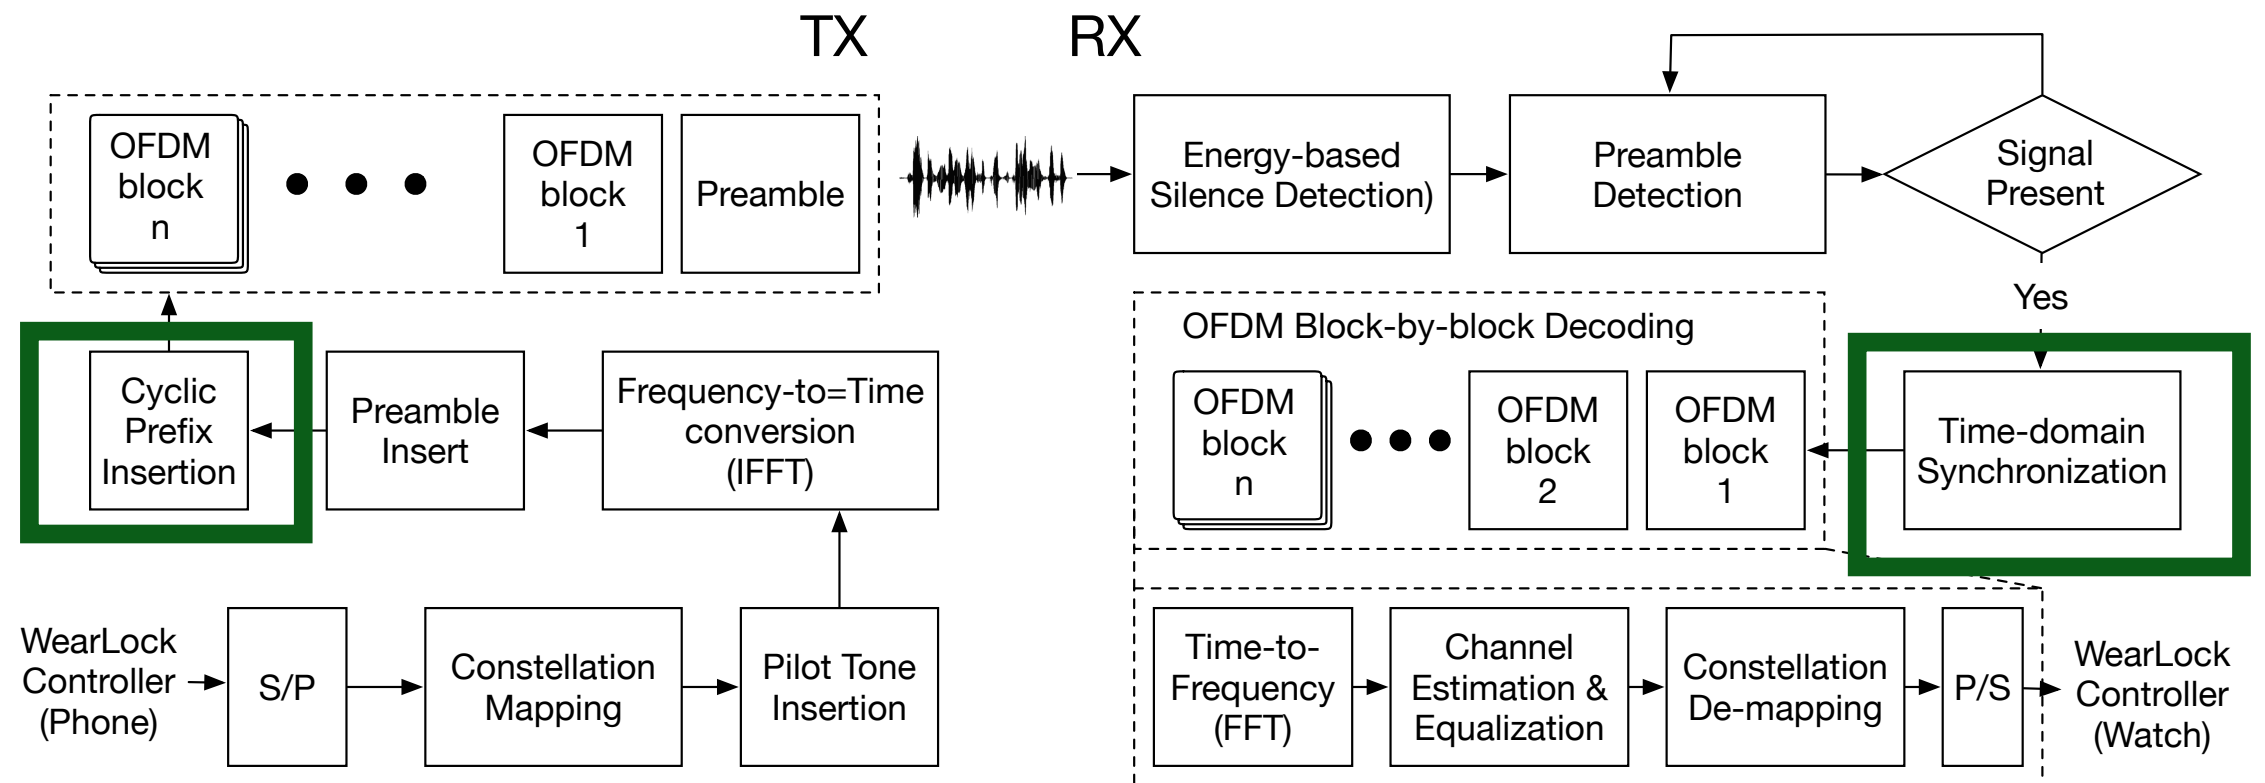 TX
RX
OFDM
block
n
OFDM
block
1
Preamble
Energy-based
Silence Detection)
Preamble
Detection
Signal
Present
Yes
Cyclic
Prefix
Insertion
Preamble
Insert
Frequency-to=Time
conversion
(IFFT)
OFDM Block-by-block Decoding
OFDM
block
n
OFDM
block
2
OFDM
block
1
Time-domain
Synchronization
WearLock
Controller
(Phone)
S/P
Constellation
Mapping
Pilot Tone
Insertion
Time-to-
Frequency
(FFT)
Channel
Estimation &
Equalization
Constellation
De-mapping
P/S
WearLock
Controller
(Watch)